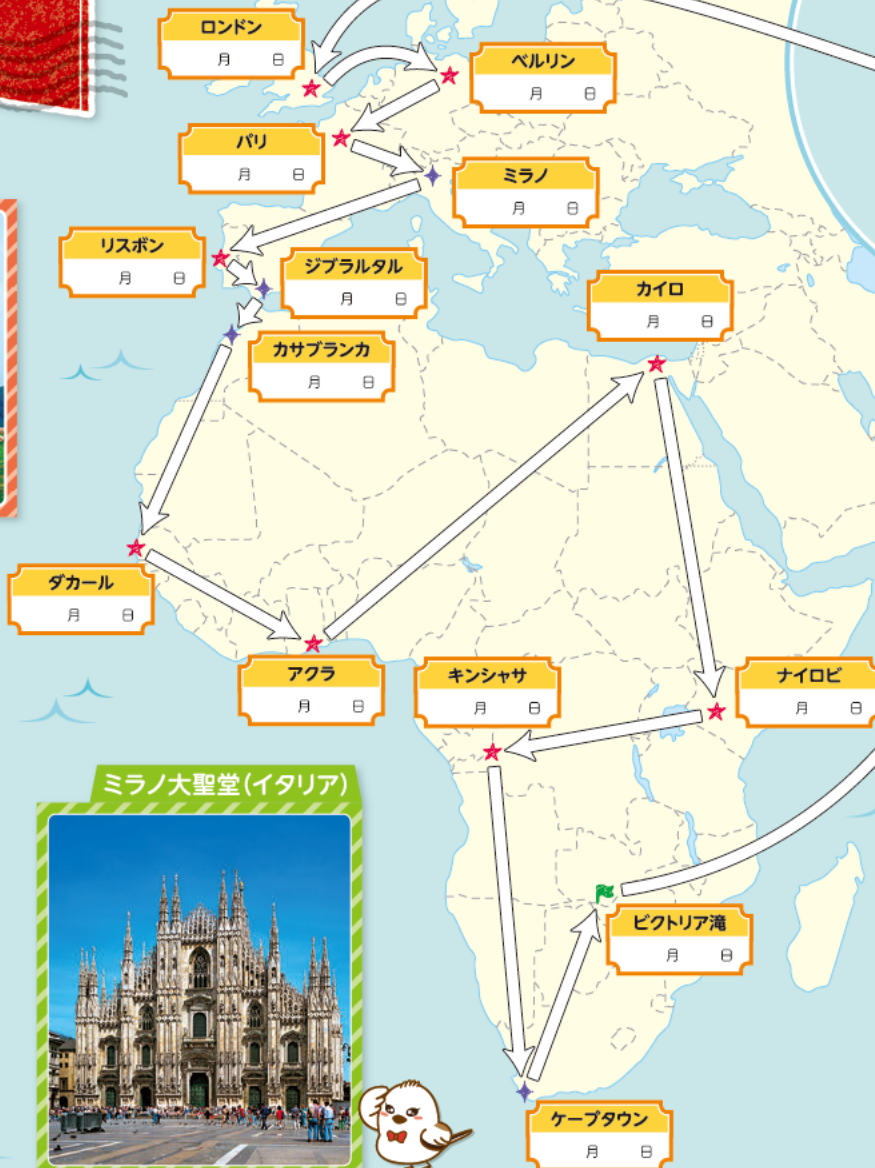 ロンドン
月 日
ベルリン
月 日
パリ
月 日
ミラノ
月 日
リスボン
月 日
ジブラルタル
月 日
カサブランカ
月 日
カイロ
月 日
ダカール
月 日
アクラ
月 日
キンシャサ
月 日
ナイロビ
月 日
ビクトリア滝
月 日
ケープタウン
月 日
ミラノ大聖堂（イタリア）